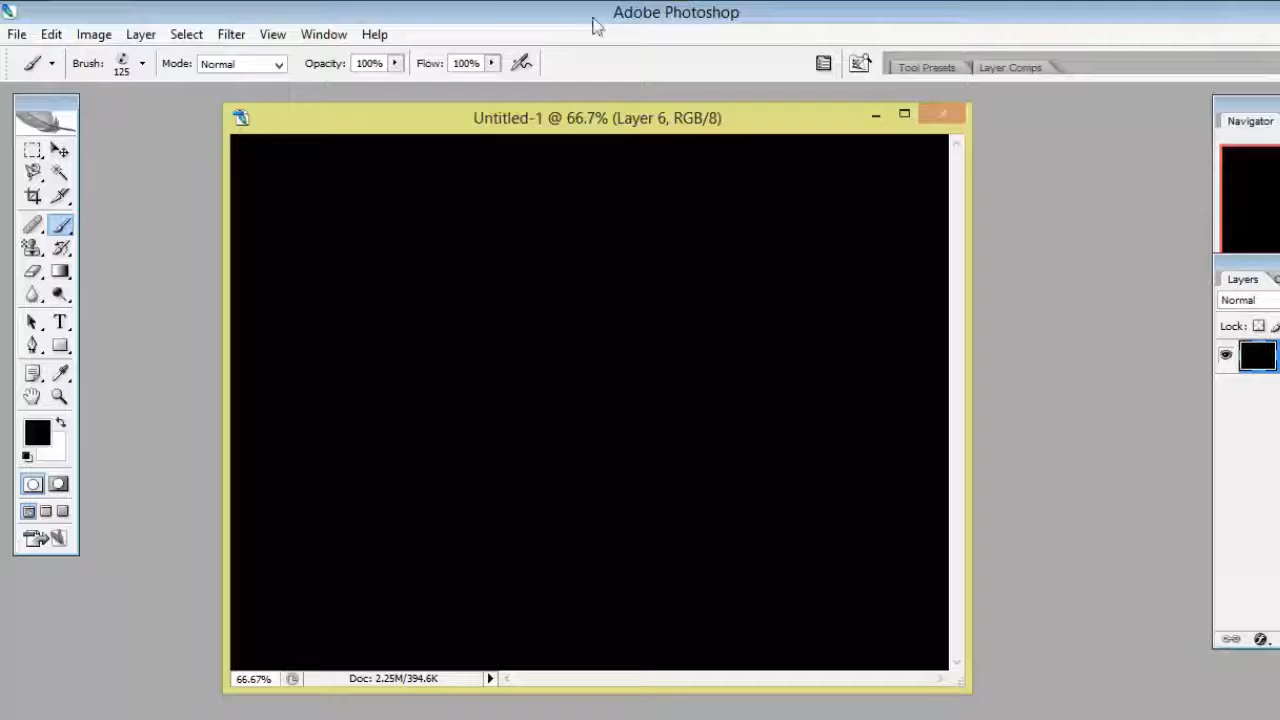 Adobe Photoshop
File Edit Image Layer Select Filter View Window Help
Brush: 125 Mode: Normal Opacity: 100% Flow: 100% Tool Presets Layer Comps
Untitled-1 @ 66.7% (Layer 6, RGB/8)
Navigator
Layers
Normal
Lock:
T
66.67% Doc: 2.25M/394.6K